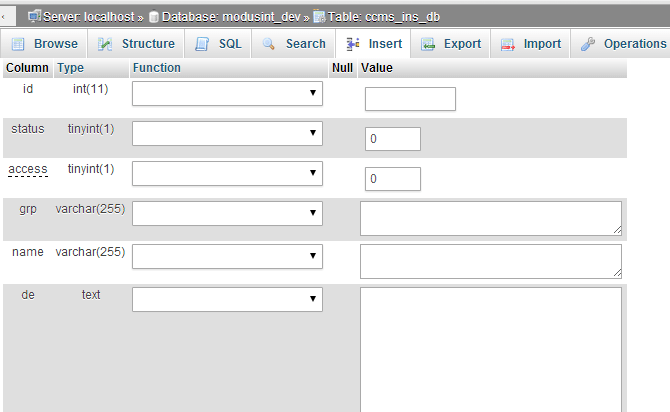 Server: localhost » Database: modusint_dev » Table: ccms_ins_db
Browse Structure SQL Search Insert Export Import Operations
Column Type Function Null Value
id int(11)
status tinyint(1) 0
access tinyint(1) 0
grp varchar(255)
name varchar(255)
de text